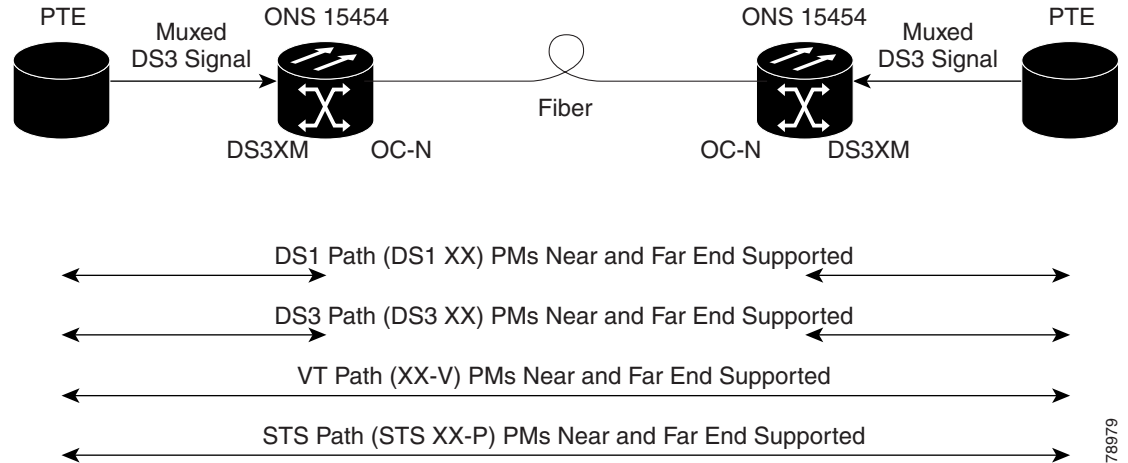 PTE
ONS 15454
ONS 15454
PTE
Muxed
DS3 Signal
Muxed
DS3 Signal
Fiber
DS3XM
OC-N
OC-N
DS3XM
DS1 Path (DS1 XX) PMs Near and Far End Supported
DS3 Path (DS3 XX) PMs Near and Far End Supported
VT Path (XX-V) PMs Near and Far End Supported
STS Path (STS XX-P) PMs Near and Far End Supported
78979